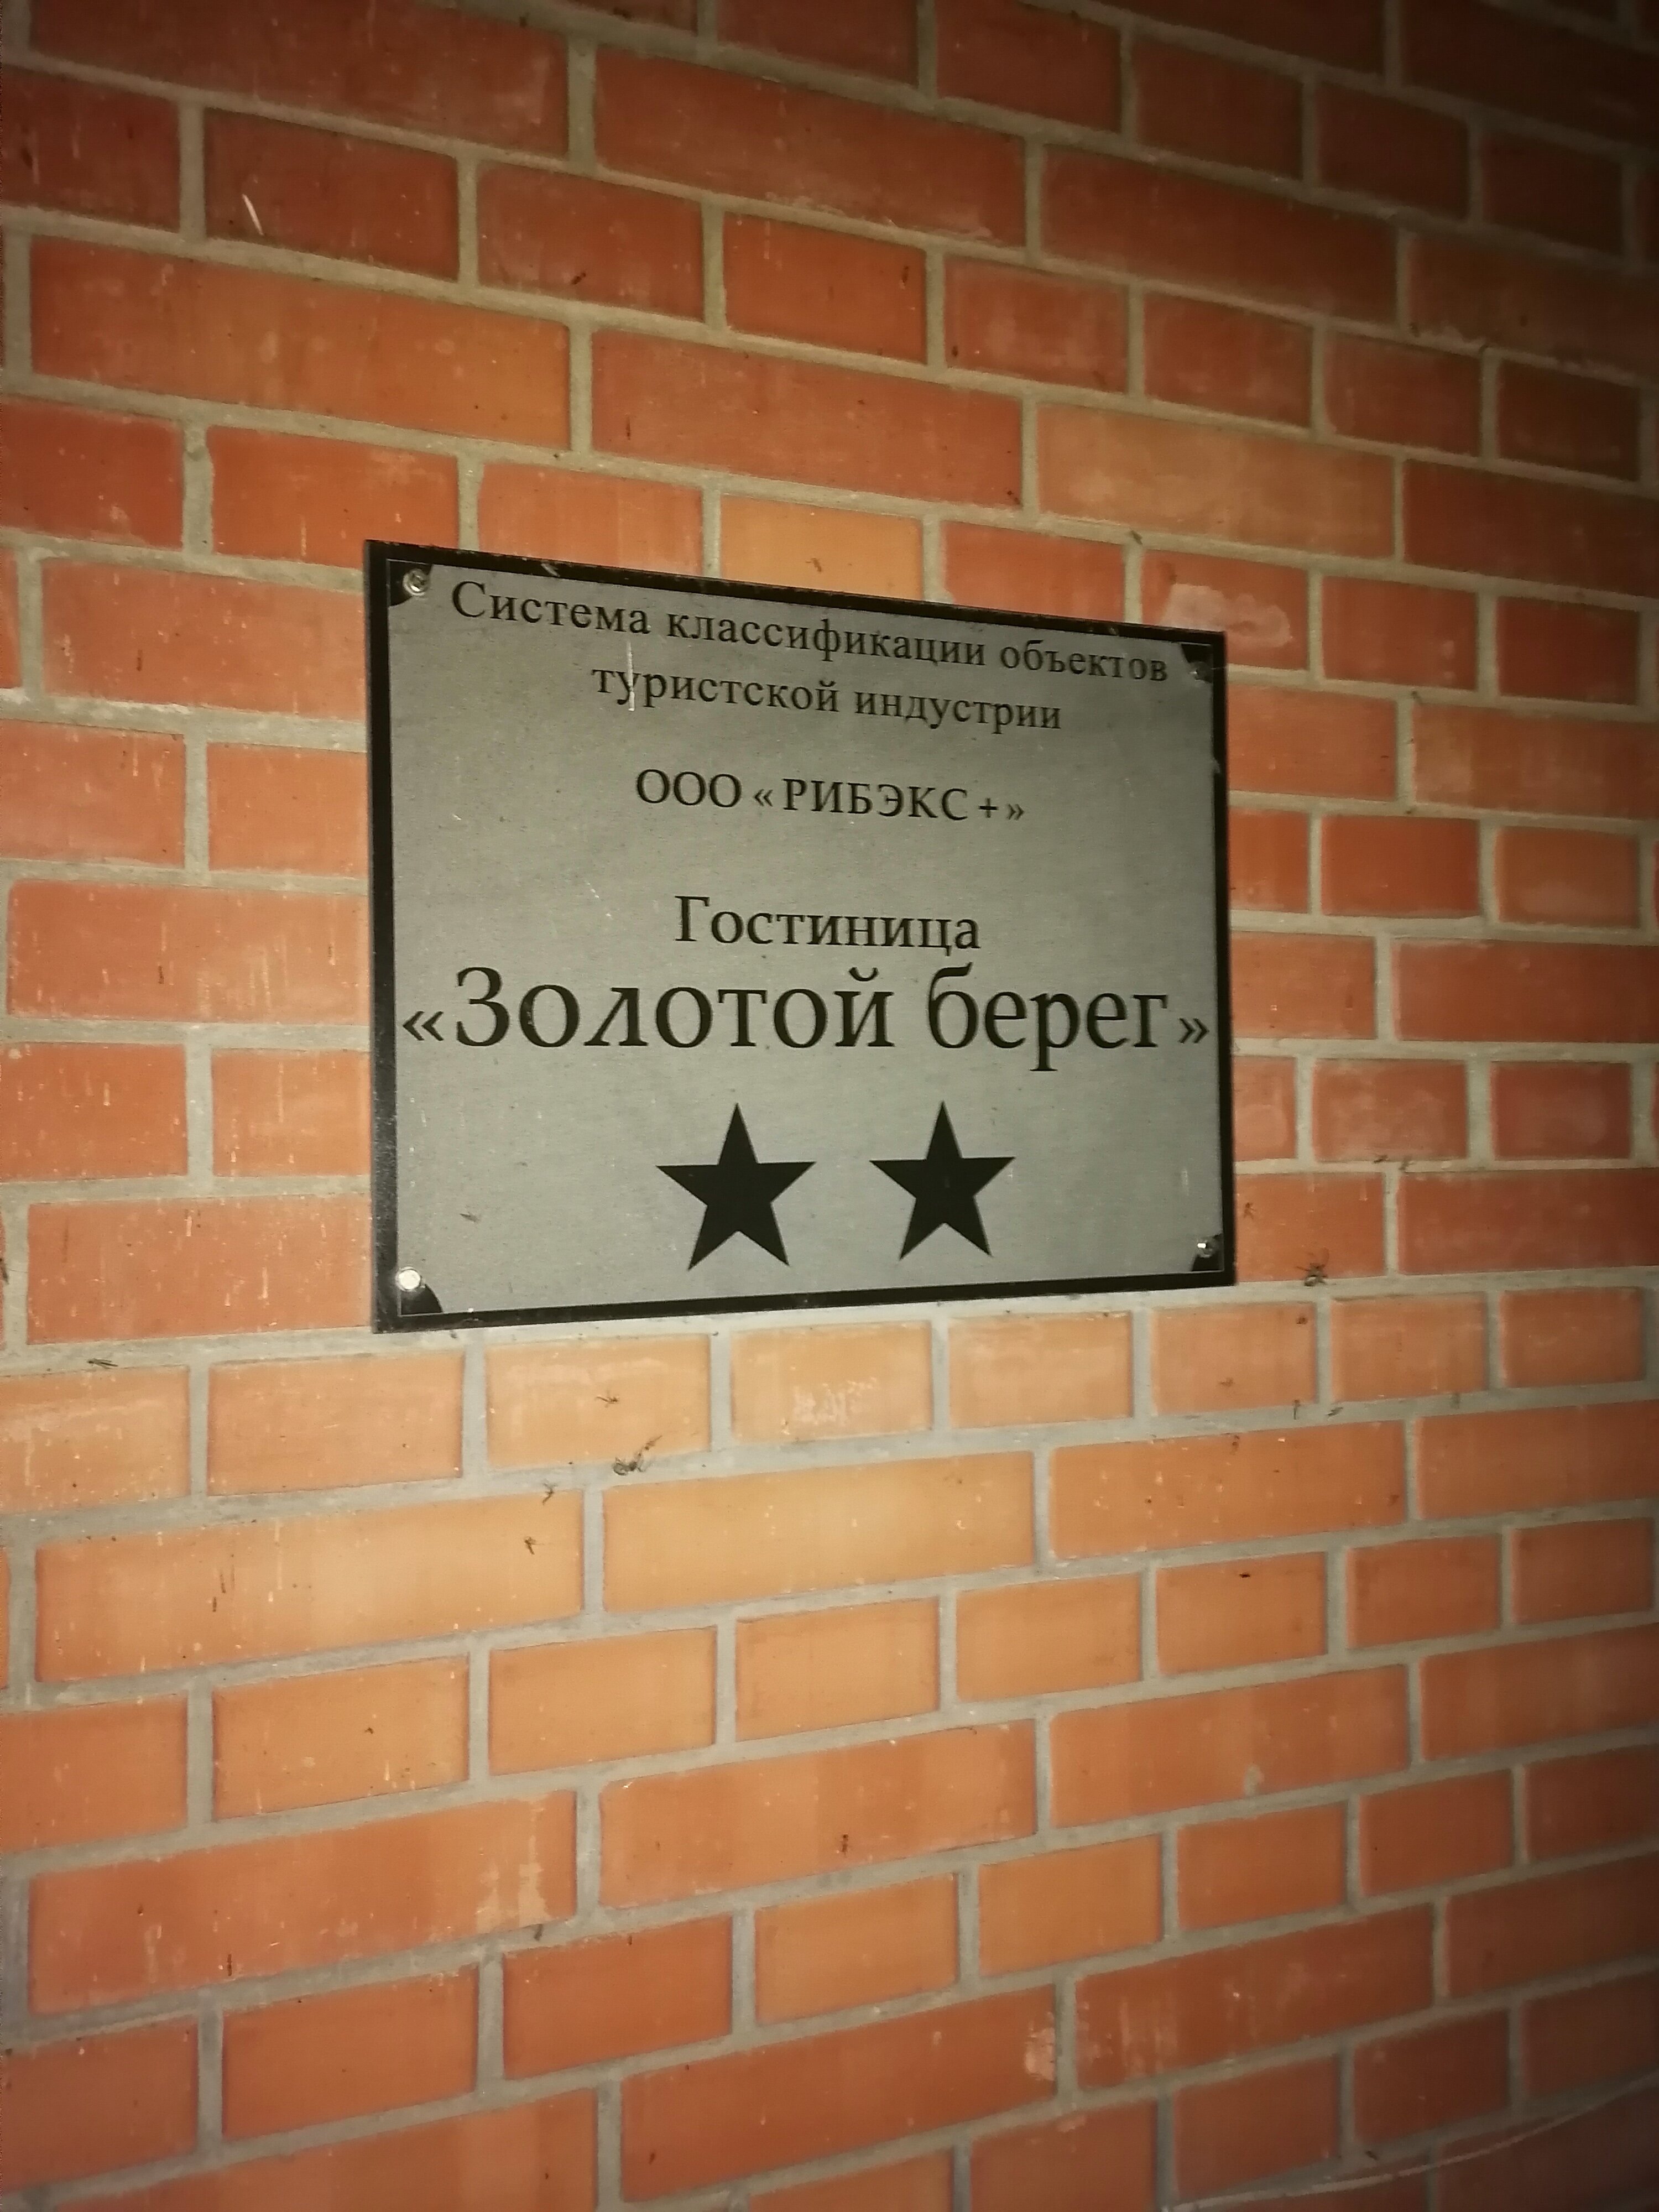 Система классификации объектов
туристской индустрии
ООО «РИБЭКС+»
Гостиница
«Золотой берег»